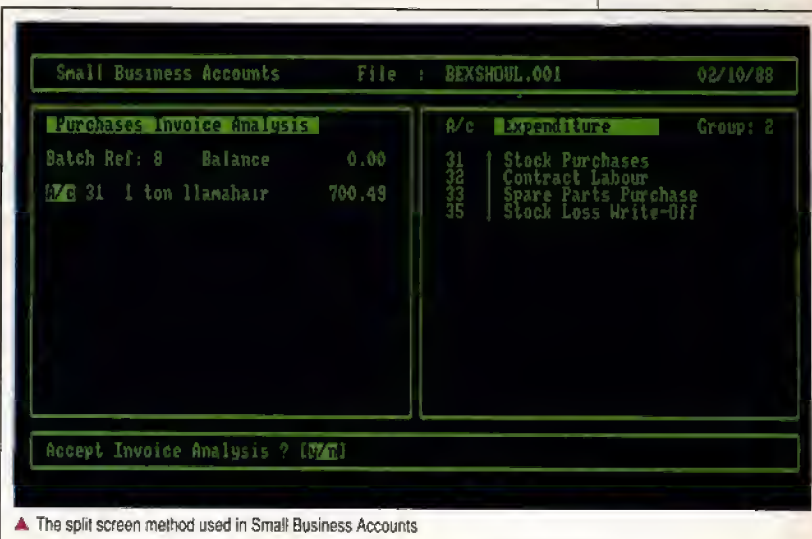 Small Business Accounts File : BEXSHOUL.001 02/10/88
Purchases Invoice Analysis
Batch Ref: 8 Balance 0.00
A/c 31 1 ton llamahair 700.49
A/c Expenditure Group: 2
31 ↑ Stock Purchases
32 Contract Labour
33 Spare Parts Purchase
35 Stock Loss Write-Off
Accept Invoice Analysis ? [y/n]
▲ The split screen method used in Small Business Accounts